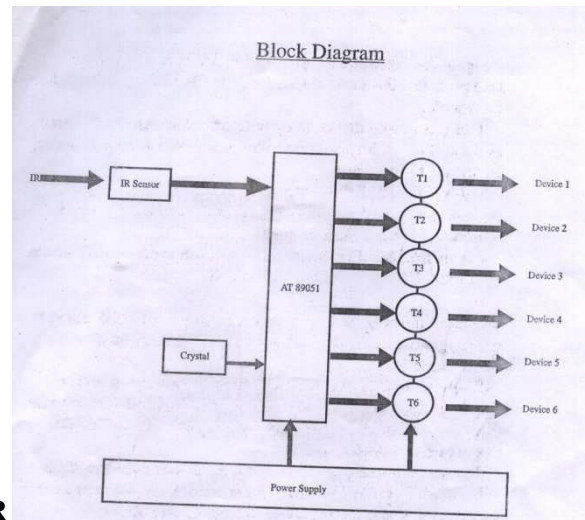 Block Diagram
IR
IR Sensor
AT 89051
Crystal
T1
T2
T3
T4
T5
T6
Device 1
Device 2
Device 3
Device 4
Device 5
Device 6
Power Supply
R